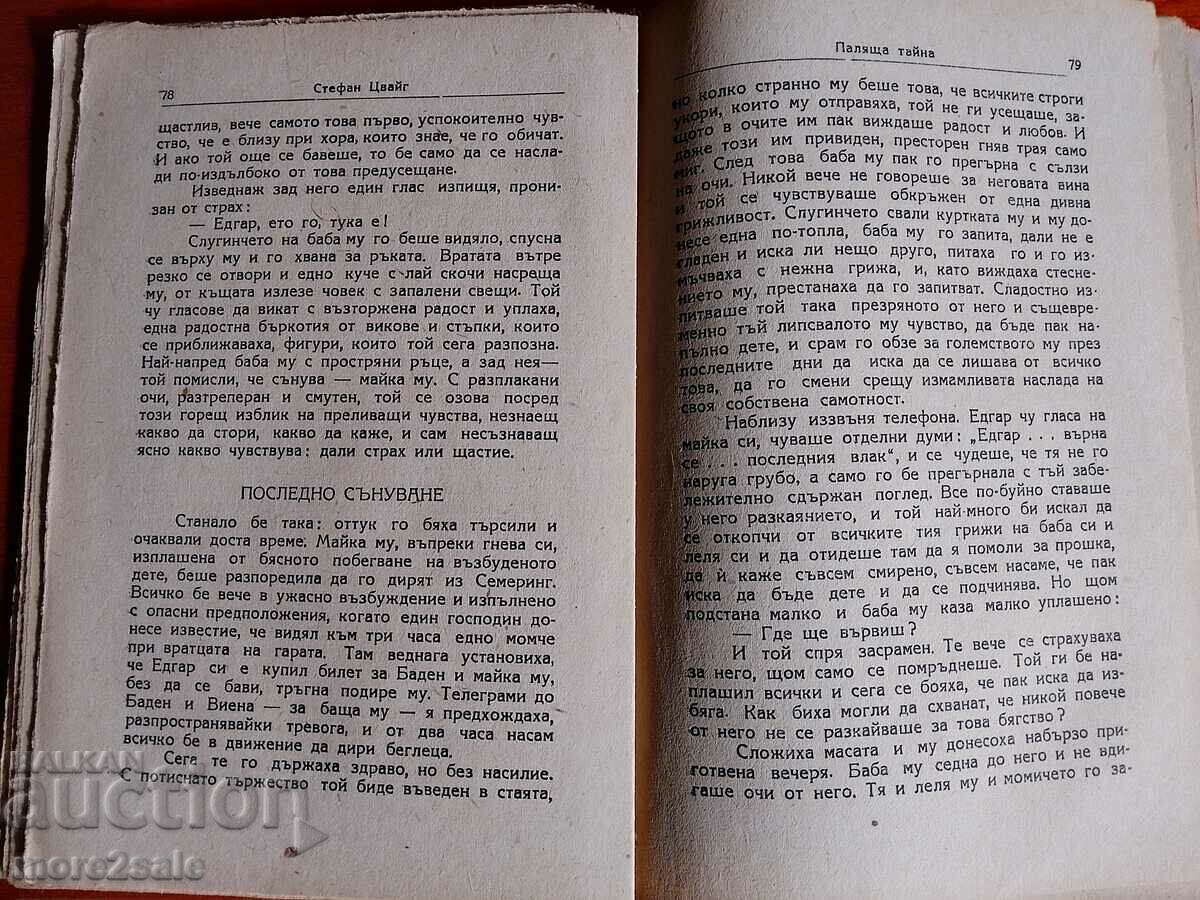 78
Стефан Цвайг
щастлив, вече самото това първо, успокоително чув-
ство, че е близу при хора, които знае, че го обичат.
И ако той още се бавеше, то бе само да се насла-
ди по-издълбоко от това предусещане.
Изведнаж зад него един глас изпищя, прони-
зан от страх:
— Едгар, ето го, тука е!
Слугинчето на баба му го беше видяло, спусна
се върху му и го хвана за ръката. Вратата вътре
резко се отвори и едно куче с лай скочи насреща
му, от къщата излезе човек с запалени свещи. Той
чу гласове да викат с възторжена радост и уплаха,
една радостна бъркотия от викове и стъпки, които
се приближаваха, фигури, които той сега разпозна.
Най-напред баба му с простряни ръце, а зад нея—
той помисли, че сънува — майка му. С разплакани
очи, разтреперан и смутен, той се озова посред
този горещ изблик на преливащи чувства, незнаещ
какво да стори, какво да каже, и сам несъзнаващ
ясно какво чувствува: дали страх или щастие.
ПОСЛЕДНО СЪНУВАНЕ
Станало бе така: оттук го бяха търсили и
очаквали доста време. Майка му, въпреки гнева си,
изплашена от бясното побегване на възбуденото
дете, беше разпоредила да го дирят из Семеринг.
Всичко бе вече в ужасно възбуждение и изпълнено
с опасни предположения, когато един господин до-
несе известие, че видял към три часа едно момче
при вратцата на гарата. Там веднага установиха,
че Едгар си е купил билет за Баден и майка му,
без да се бави, тръгна подире му. Телеграми до
Баден и Виена — за баща му — я предхождаха,
разпространявайки тревога, и от два часа насам
всичко бе в движение да дири беглеца.
Сега те го държаха здраво, но без насилие.
С потиснато тържество той биде въведен в стаята,
Паляща тайна
79
но колко странно му беше това, че всичките строги
укори, които му отправяха, той не ги усещаше, за-
щото в очите им пак виждаше радост и любов. И
даже този им привиден, престорен гняв трая само
миг. След това баба му пак го прегърна с сълзи
на очи. Никой вече не говореше за неговата вина
и той се чувствуваше обкръжен от една дивна
грижливост. Слугинчето свали куртката му и му до-
несе една по-топла, баба му го запита, дали не е
гладен и иска ли нещо друго, питаха го и го из-
мъчваха с нежна грижа, и, като виждаха стесне-
нието му, престанаха да го запитват. Сладостно из-
питваше той така презряното от него и същевре-
менно тъй липсвалото му чувство, да бъде пак на-
пълно дете, и срам го обзе за големството му през
последните дни да иска да се лишава от всичко
това, да го смени срещу измамливата наслада на
своя собствена самотност.
Наблизу иззвъня телефона. Едгар чу гласа на
майка си, чуваше отделни думи: „Едгар . . . върна
се . . . последния влак“, и се чудеше, че тя не го
наруга грубо, а само го бе прегърнала с тъй забе-
лежително сдържан поглед. Все по-буйно ставаше
у него разкаянието, и той най-много би искал да
се откопчи от всичките тия грижи на баба си и
леля си и да отидеше там да я помоли за прошка,
да ѝ каже съвсем смирено, съвсем насаме, че пак
иска да бъде дете и да се подчинява. Но щом
подстана малко и баба му каза малко уплашено:
— Где ще вървиш?
И той спря засрамен. Те вече се страхуваха
за него, щом само се помръднеше. Той ги бе на-
плашил всички и сега се бояха, че пак иска да из-
бяга. Как биха могли да схванат, че никой повече
от него не се разкайваше за това бягство?
Сложиха масата и му донесоха набързо при-
готвена вечеря. Баба му седна до него и не вди-
гаше очи от него. Тя и леля му и момичето го за-
BALKAN
auction
more2sale